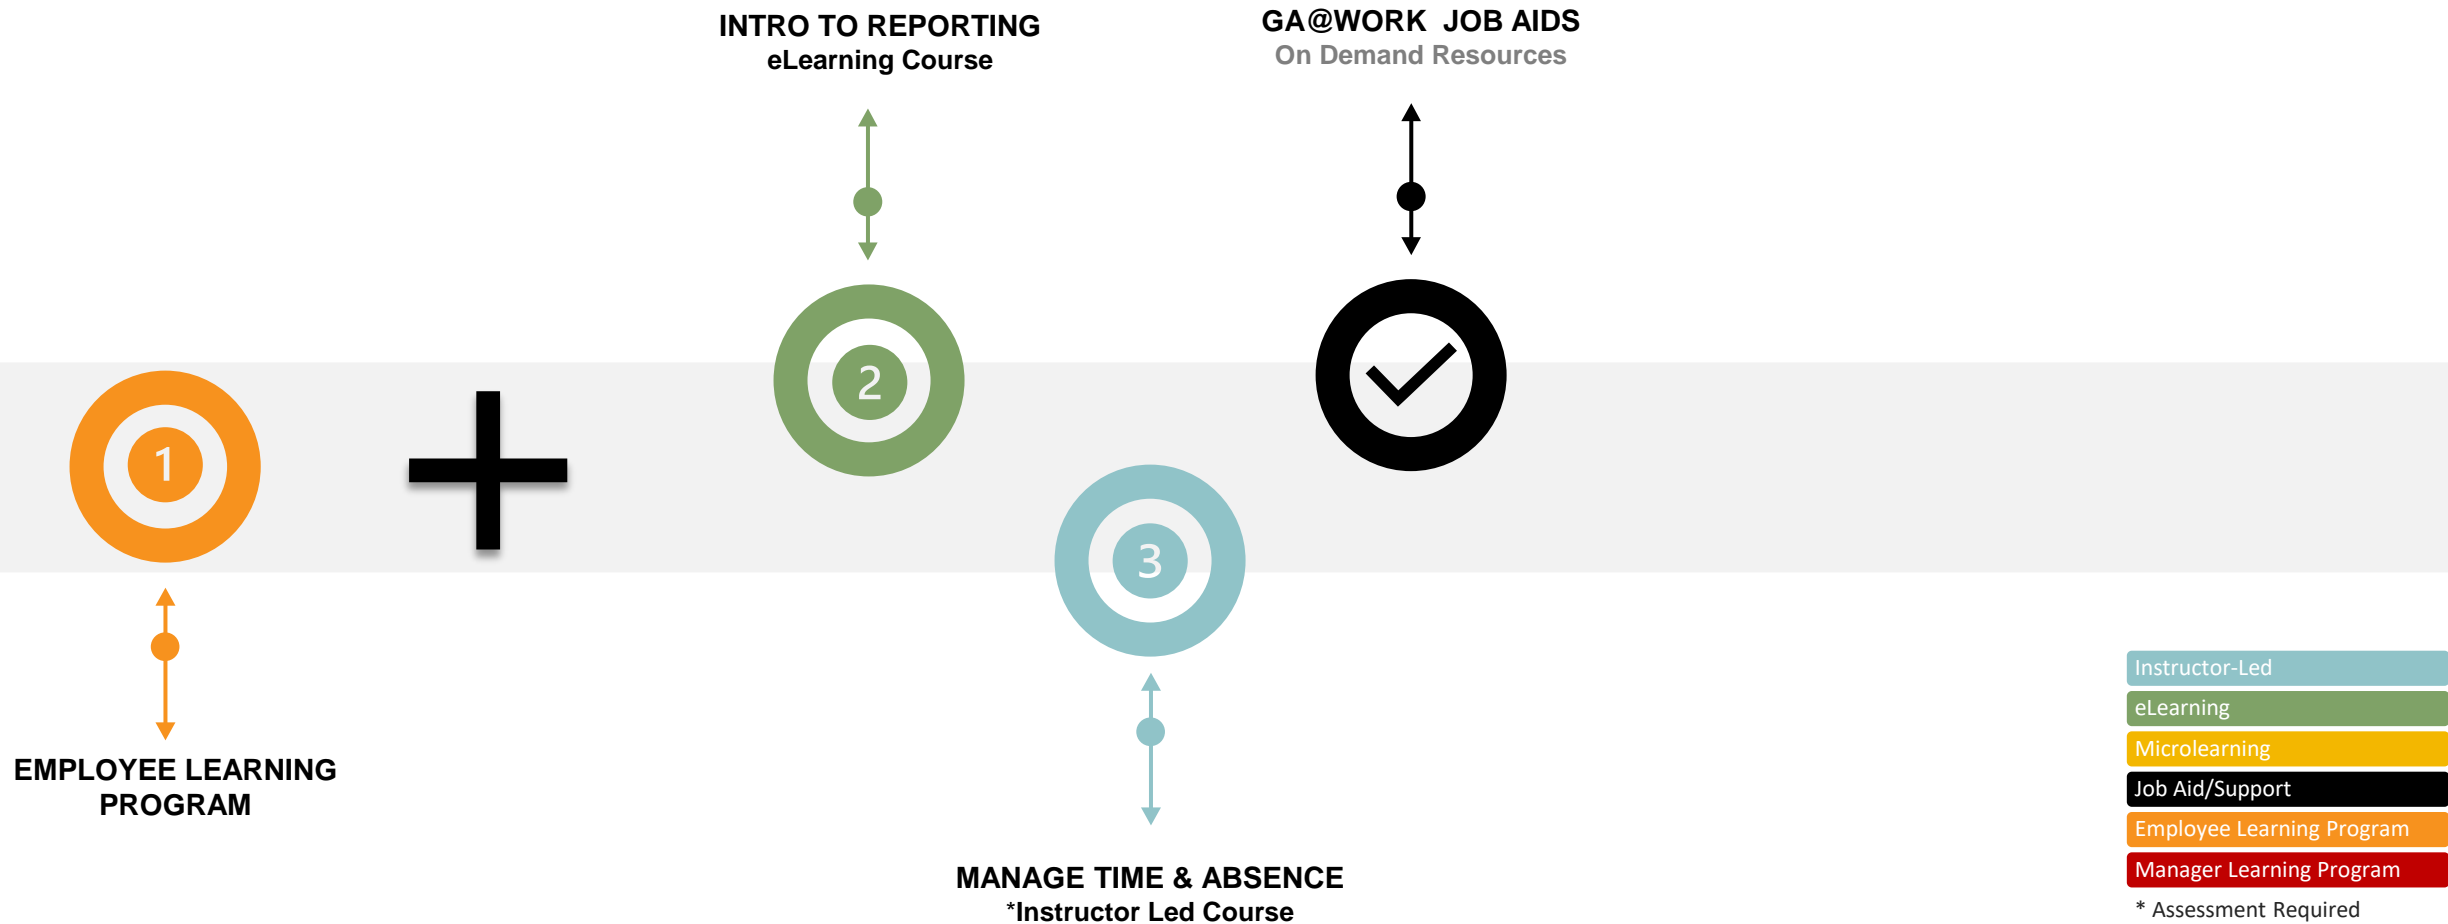 INTRO TO REPORTING
eLearning Course
GA@WORK  JOB AIDS
On Demand Resources
1
2
3
EMPLOYEE LEARNING
PROGRAM
MANAGE TIME & ABSENCE
*Instructor Led Course
Instructor-Led
eLearning
Microlearning
Job Aid/Support
Employee Learning Program
Manager Learning Program
* Assessment Required